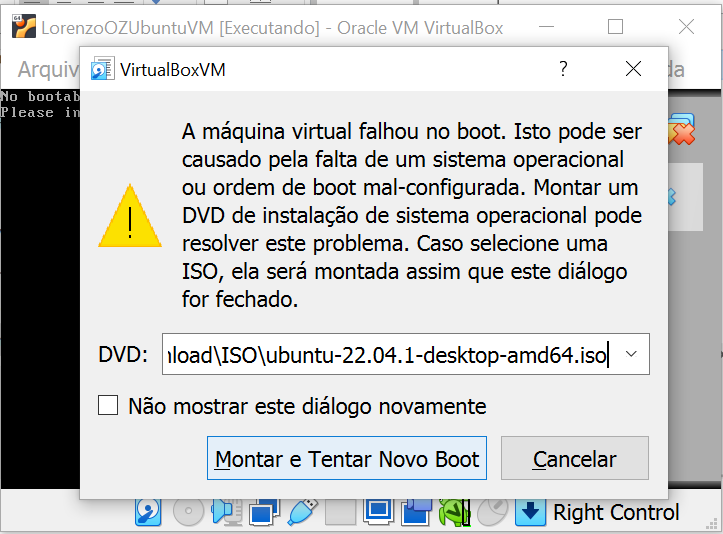 LorenzoOZUbuntuVM [Executando] - Oracle VM VirtualBox
VirtualBoxVM
?
A máquina virtual falhou no boot. Isto pode ser
causado pela falta de um sistema operacional
ou ordem de boot mal-configurada. Montar um
DVD de instalação de sistema operacional pode
resolver este problema. Caso selecione uma
ISO, ela será montada assim que este diálogo
for fechado.
DVD: nload\ISO\ubuntu-22.04.1-desktop-amd64.iso
Não mostrar este diálogo novamente
Montar e Tentar Novo Boot
Cancelar
Right Control
No bootab
Please in
Arquiv
da
64